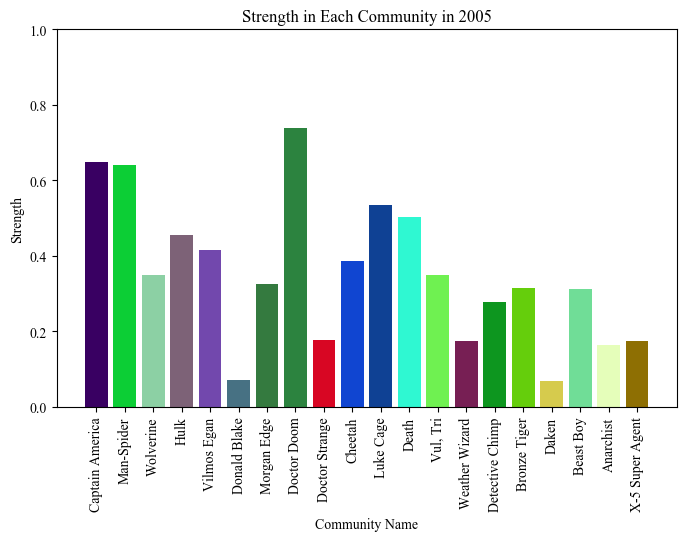 Strength in Each Community in 2005
Strength
1.0
0.8
0.6
0.4
0.2
0.0
Captain America
Man-Spider
Wolverine
Hulk
Vilmos Egan
Donald Blake
Morgan Edge
Doctor Doom
Doctor Strange
Cheetah
Luke Cage
Death
Vul, Tri
Weather Wizard
Detective Chimp
Bronze Tiger
Daken
Beast Boy
Anarchist
X-5 Super Agent
Community Name